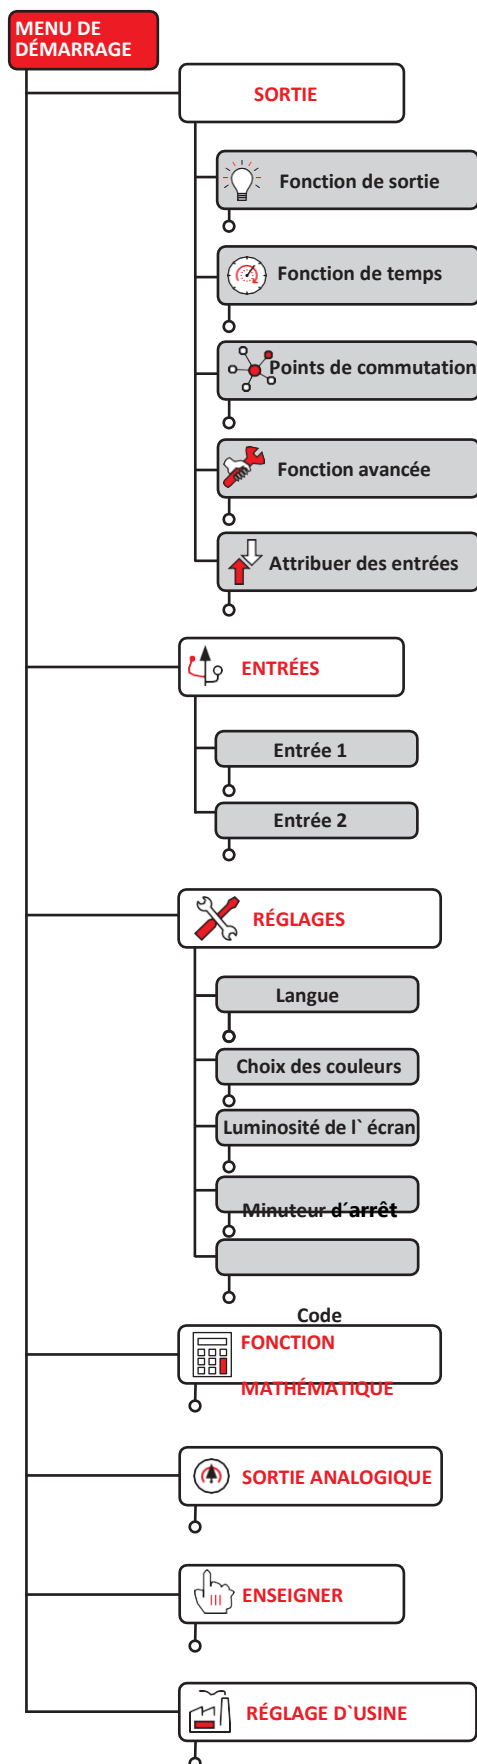 MENU DE
DÉMARRAGE
SORTIE
Fonction de sortie
Fonction de temps
Points de commutation
Fonction avancée
Attribuer des entrées
ENTRÉES
Entrée 1
Entrée 2
RÉGLAGES
Langue
Choix des couleurs
Luminosité de l` écran
Minuteur d´arrêt
Code
FONCTION
MATHÉMATIQUE
SORTIE ANALOGIQUE
ENSEIGNER
RÉGLAGE D`USINE